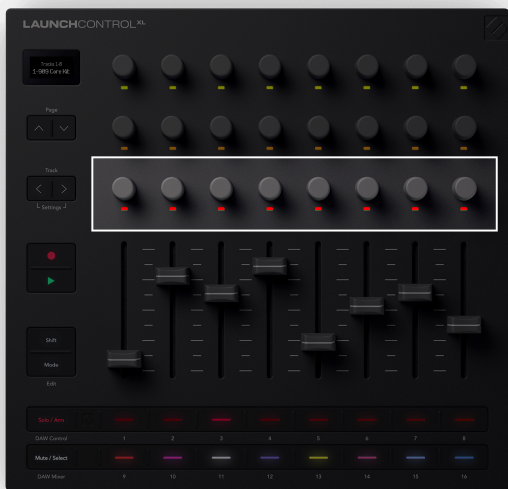 LAUNCHCONTROL XL
Tracks 1-8
1-909 Core Kit
Page
Track
Settings
Shift
Mode
Edit
Solo / Arm
DAW Control
1 2 3 4 5 6 7 8
Mute / Select
DAW Mixer
9 10 11 12 13 14 15 16